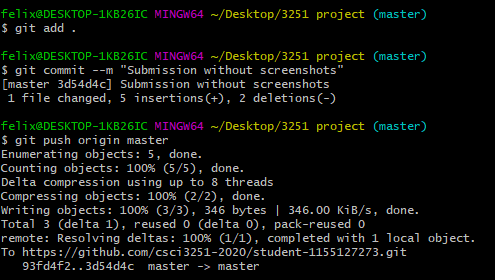 felix@DESKTOP-1KB26IC MINGW64 ~/Desktop/3251 project (master)
$ git add .
felix@DESKTOP-1KB26IC MINGW64 ~/Desktop/3251 project (master)
$ git commit --m "Submission without screenshots"
[master 3d54d4c] Submission without screenshots
 1 file changed, 5 insertions(+), 2 deletions(-)
felix@DESKTOP-1KB26IC MINGW64 ~/Desktop/3251 project (master)
$ git push origin master
Enumerating objects: 5, done.
Counting objects: 100% (5/5), done.
Delta compression using up to 8 threads
Compressing objects: 100% (2/2), done.
Writing objects: 100% (3/3), 346 bytes | 346.00 KiB/s, done.
Total 3 (delta 1), reused 0 (delta 0), pack-reused 0
remote: Resolving deltas: 100% (1/1), completed with 1 local object.
To https://github.com/csci3251-2020/student-1155127273.git
   93fd4f2..3d54d4c  master -> master